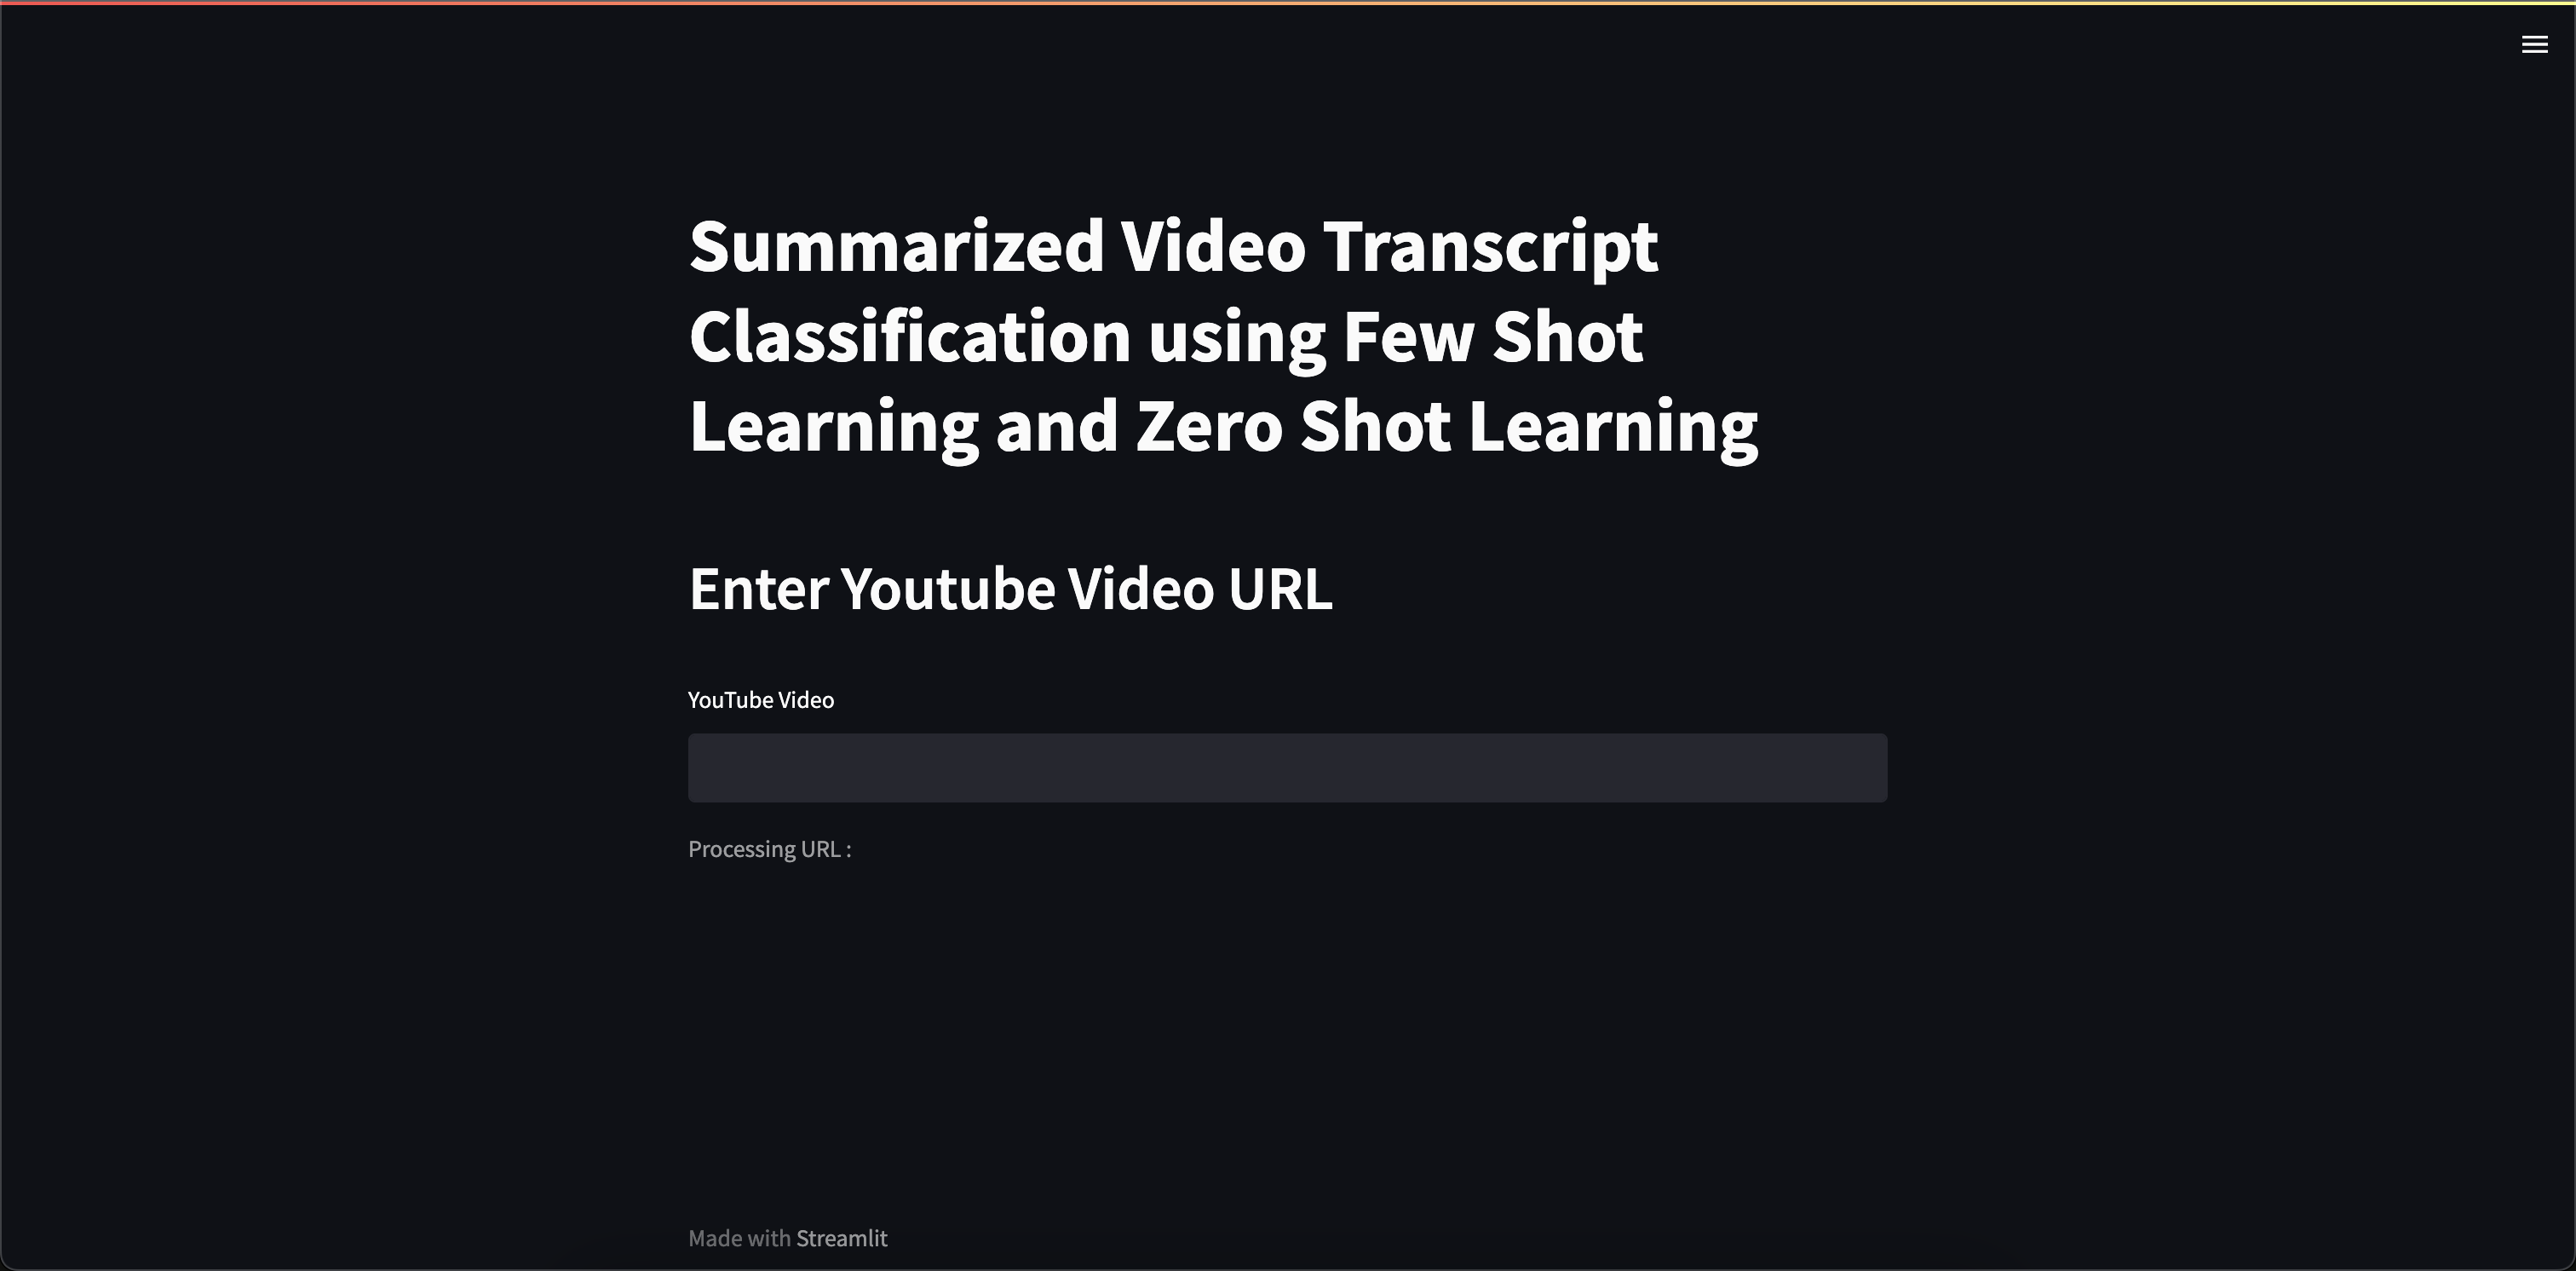 Summarized Video Transcript
Classification using Few Shot
Learning and Zero Shot Learning
Enter Youtube Video URL
YouTube Video
Processing URL :
Made with Streamlit